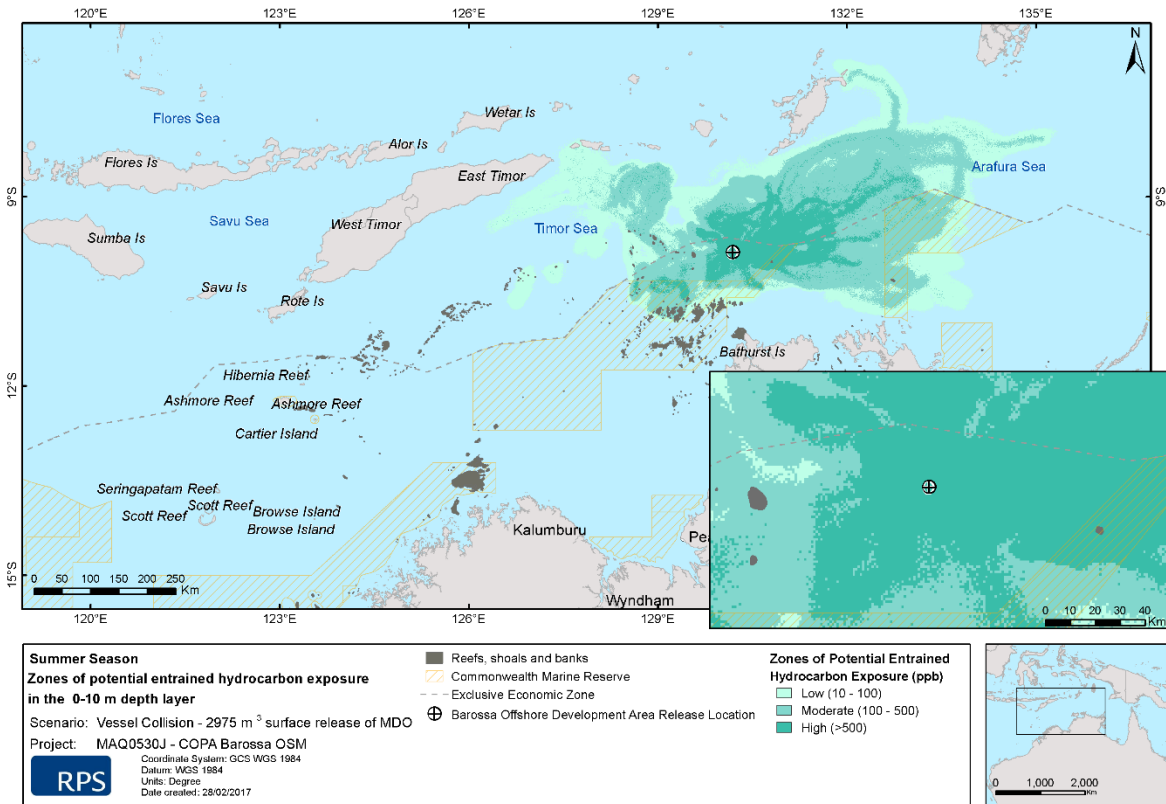 120°E
123°E
126°E
129°E
132°E
135°E
N
Flores Sea
Wetar Is
Alor Is
Flores Is
East Timor
Arafura Sea
9°S
9°S
Savu Sea
West Timor
Timor Sea
Sumba Is
Savu Is
Rote Is
Bathurst Is
Hibernia Reef
12°S
Ashmore Reef
Ashmore Reef
Cartier Island
Seringapatam Reef
Scott Reef
Scott Reef
Browse Island
Browse Island
Kalumburu
Pea
15°S
0 50 100 150 200 250
Km
Wyndham
0 10 20 30 40
Km
120°E
123°E
126°E
129°E
Summer Season
Zones of potential entrained hydrocarbon exposure
in the 0-10 m depth layer
Scenario: Vessel Collision - 2975 m³ surface release of MDO
Project: MAQ0530J - COPA Barossa OSM
RPS
Coordinate System: GCS WGS 1984
Datum: WGS 1984
Units: Degree
Date created: 28/02/2017
Reefs, shoals and banks
Commonwealth Marine Reserve
Exclusive Economic Zone
Barossa Offshore Development Area Release Location
Zones of Potential Entrained
Hydrocarbon Exposure (ppb)
Low (10 - 100)
Moderate (100 - 500)
High (>500)
0 1,000 2,000
Km